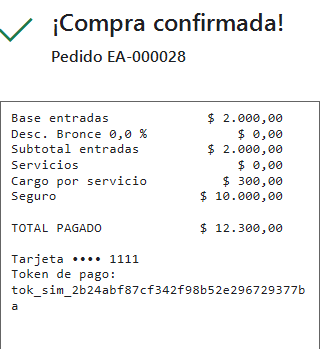 ¡Compra confirmada!
Pedido EA-000028
Base entradas $ 2.000,00
Desc. Bronce 0,0 % $ 0,00
Subtotal entradas $ 2.000,00
Servicios $ 0,00
Cargo por servicio $ 300,00
Seguro $ 10.000,00
TOTAL PAGADO $ 12.300,00
Tarjeta •••• 1111
Token de pago:
tok_sim_2b24abf87cf342f98b52e296729377b
a